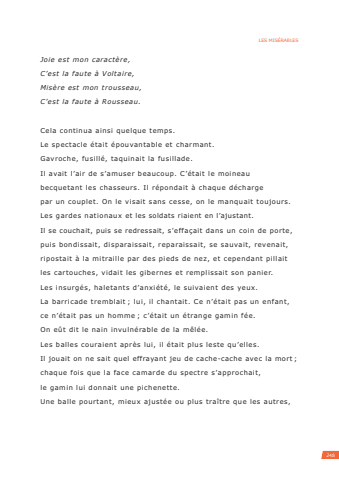 LES MISÉRABLES
Joie est mon caractère,
C'est la faute à Voltaire,
Misère est mon trousseau,
C'est la faute à Rousseau.
Cela continua ainsi quelque temps.
Le spectacle était épouvantable et charmant.
Gavroche, fusillé, taquinait la fusillade.
Il avait l'air de s'amuser beaucoup. C'était le moineau
becquetant les chasseurs. Il répondait à chaque décharge
par un couplet. On le visait sans cesse, on le manquait toujours.
Les gardes nationaux et les soldats riaient en l'ajustant.
Il se couchait, puis se redressait, s'effaçait dans un coin de porte,
puis bondissait, disparaissait, reparaissait, se sauvait, revenait,
ripostait à la mitraille par des pieds de nez, et cependant pillait
les cartouches, vidait les gibernes et remplissait son panier.
Les insurgés, haletants d'anxiété, le suivaient des yeux.
La barricade tremblait ; lui, il chantait. Ce n'était pas un enfant,
ce n'était pas un homme ; c'était un étrange gamin fée.
On eût dit le nain invulnérable de la mêlée.
Les balles couraient après lui, il était plus leste qu'elles.
Il jouait on ne sait quel effrayant jeu de cache-cache avec la mort ;
chaque fois que la face camarde du spectre s'approchait,
le gamin lui donnait une pichenette.
Une balle pourtant, mieux ajustée ou plus traître que les autres,